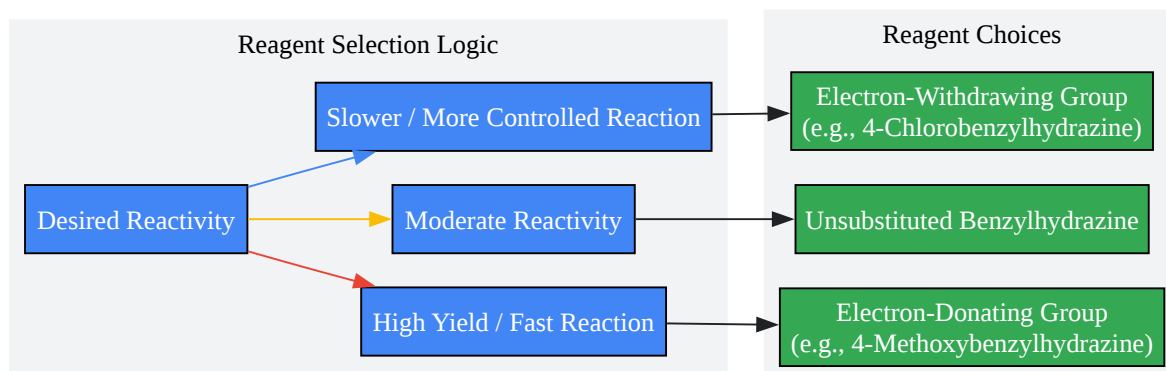 Reagent Selection Logic
Reagent Choices
Slower / More Controlled Reaction
Electron-Withdrawing Group
(e.g., 4-Chlorobenzylhydrazine)
Desired Reactivity
Moderate Reactivity
Unsubstituted Benzylhydrazine
High Yield / Fast Reaction
Electron-Donating Group
(e.g., 4-Methoxybenzylhydrazine)